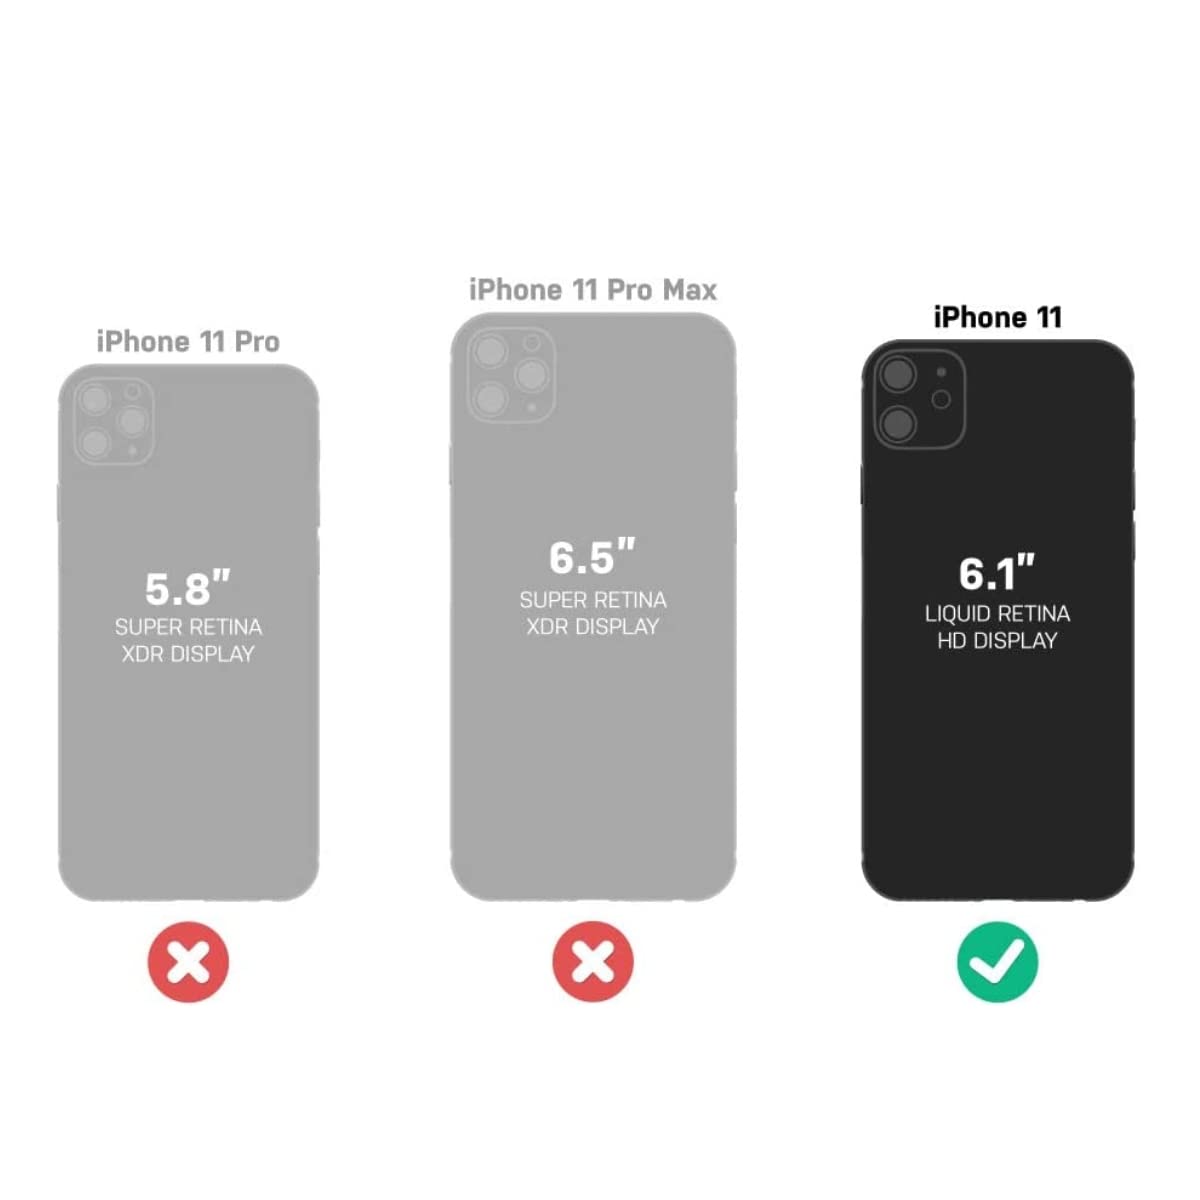 iPhone 11 Pro
5.8"
SUPER RETINA
XDR DISPLAY
iPhone 11 Pro Max
6.5"
SUPER RETINA
XDR DISPLAY
iPhone 11
6.1"
LIQUID RETINA
HD DISPLAY